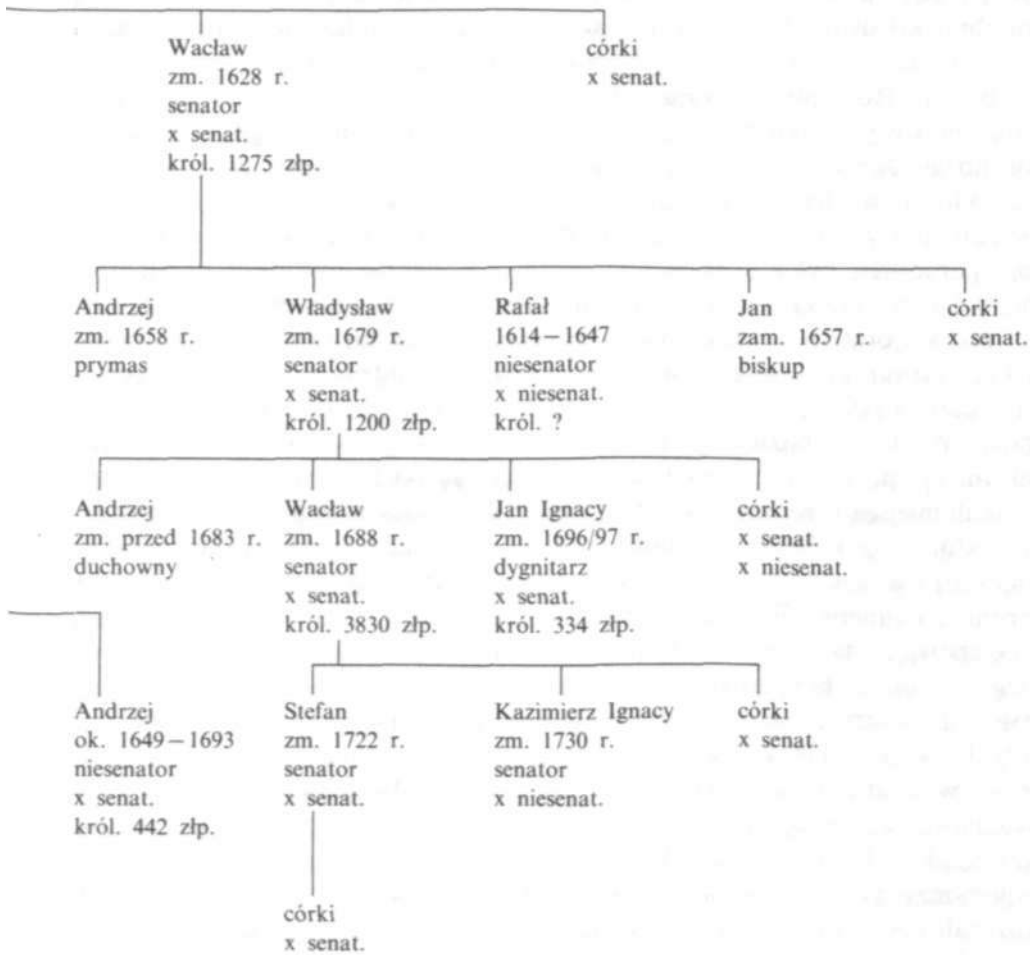 Wacław
zm. 1628 r.
senator
x senat.
król. 1275 złp.
córki
x senat.
Andrzej
zm. 1658 r.
prymas
Władysław
zm. 1679 r.
senator
x senat.
król. 1200 złp.
Rafał
1614–1647
niesenator
x niesenat.
król. ?
Jan
zam. 1657 r.
biskup
córki
x senat.
Andrzej
zm. przed 1683 r.
duchowny
Wacław
zm. 1688 r.
senator
x senat.
król. 3830 złp.
Jan Ignacy
zm. 1696/97 r.
dygnitarz
x senat.
król. 334 złp.
córki
x senat.
x niesenat.
Andrzej
ok. 1649–1693
niesenator
x senat.
król. 442 złp.
Stefan
zm. 1722 r.
senator
x senat.
Kazimierz Ignacy
zm. 1730 r.
senator
x niesenat.
córki
x senat.
córki
x senat.